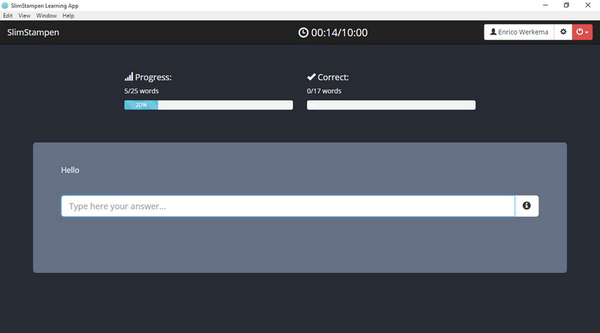 SlimStampen Learning App
Edit View Window Help
SlimStampen
00:14/10:00
Enrico Werkema
Progress:
5/25 words
20%
Correct:
0/17 words
Hello
Type here your answer...